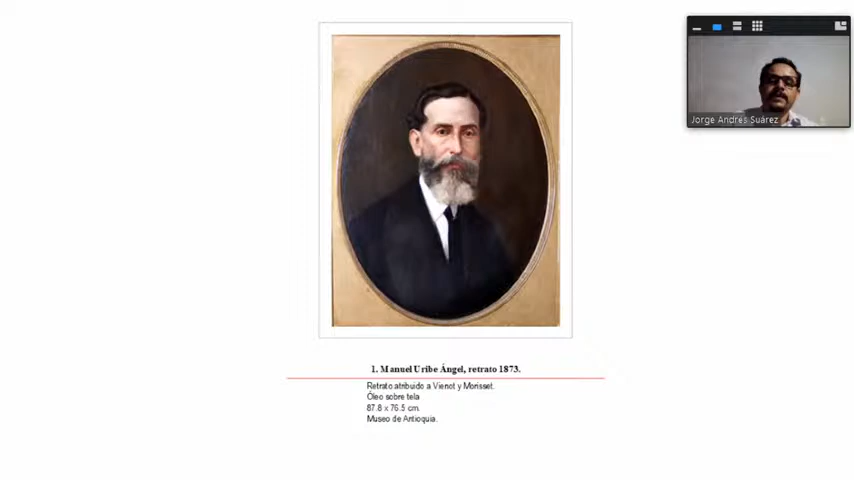 Jorge Andrés Suárez
1. Manuel Uribe Ángel, retrato 1873.
Retrato atribuido a Vienot y Morisset.
Óleo sobre tela
87.8 x 76.5 cm.
Museo de Antioquia.